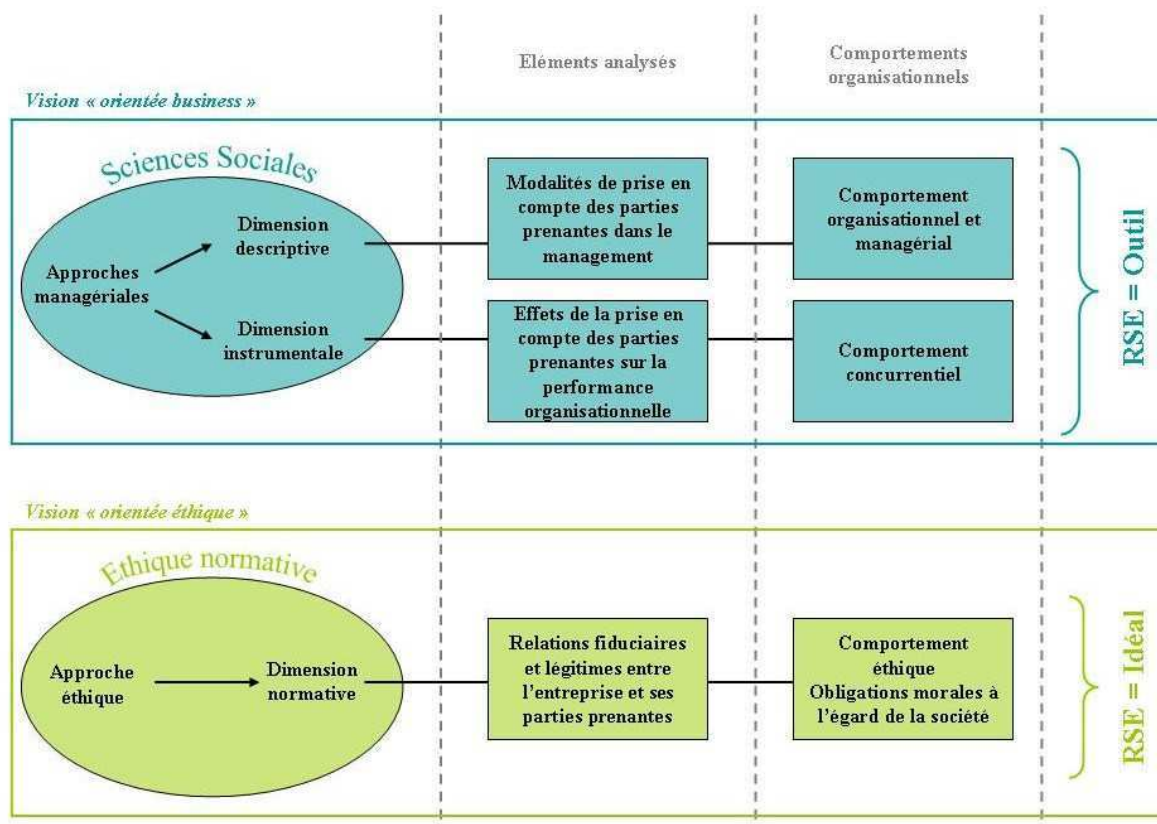 Eléments analysés
Comportements
organisationnels
Vision « orientée business »
Sciences Sociales
Approches
managériales
Dimension
descriptive
Dimension
instrumentale
Modalités de prise en
compte des parties
prenantes dans le
management
Comportement
organisationnel et
managérial
Effets de la prise en
compte des parties
prenantes sur la
performance
organisationnelle
Comportement
concurrentiel
RSE = Outil
Vision « orientée éthique »
Ethique normative
Approche
éthique
Dimension
normative
Relations fiduciaires
et légitimes entre
l'entreprise et ses
parties prenantes
Comportement
éthique
Obligations morales à
l'égard de la société
RSE = Idéal